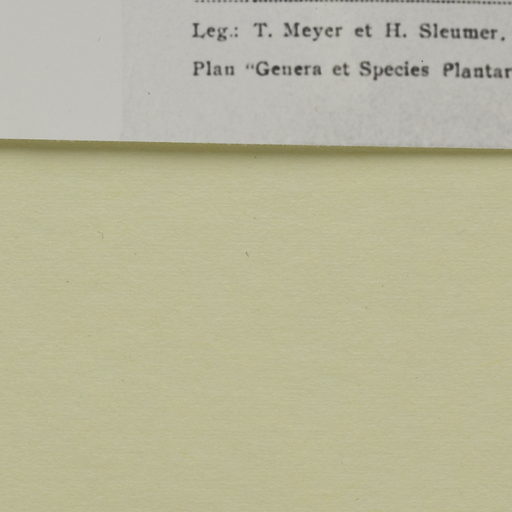 Leg.: T. Meyer et H. Sleumer.
Plan "Genera et Species Plantar